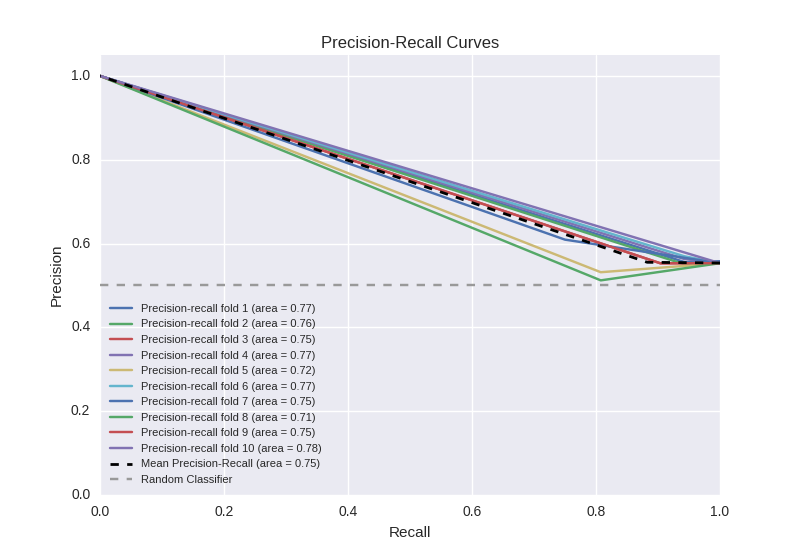 Precision-Recall Curves
1.0
0.8
0.6
0.4
0.2
0.0
Precision
Precision-recall fold 1 (area = 0.77)
Precision-recall fold 2 (area = 0.76)
Precision-recall fold 3 (area = 0.75)
Precision-recall fold 4 (area = 0.77)
Precision-recall fold 5 (area = 0.72)
Precision-recall fold 6 (area = 0.77)
Precision-recall fold 7 (area = 0.75)
Precision-recall fold 8 (area = 0.71)
Precision-recall fold 9 (area = 0.75)
Precision-recall fold 10 (area = 0.78)
Mean Precision-Recall (area = 0.75)
Random Classifier
0.0 0.2 0.4 0.6 0.8 1.0
Recall